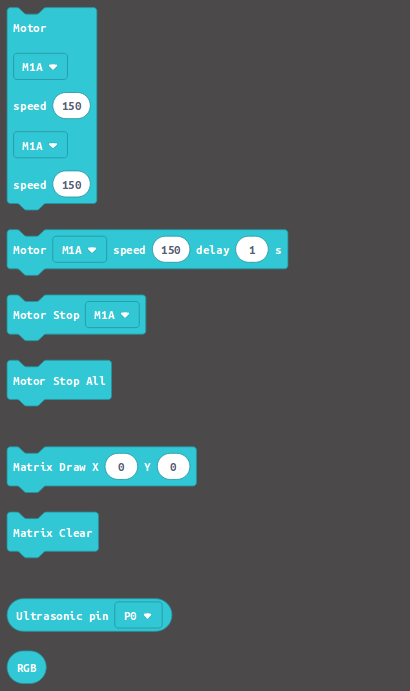 Motor
M1A
speed 150
M1A
speed 150
Motor M1A speed 150 delay 1 s
Motor Stop M1A
Motor Stop All
Matrix Draw X 0 Y 0
Matrix Clear
Ultrasonic pin P0
RGB